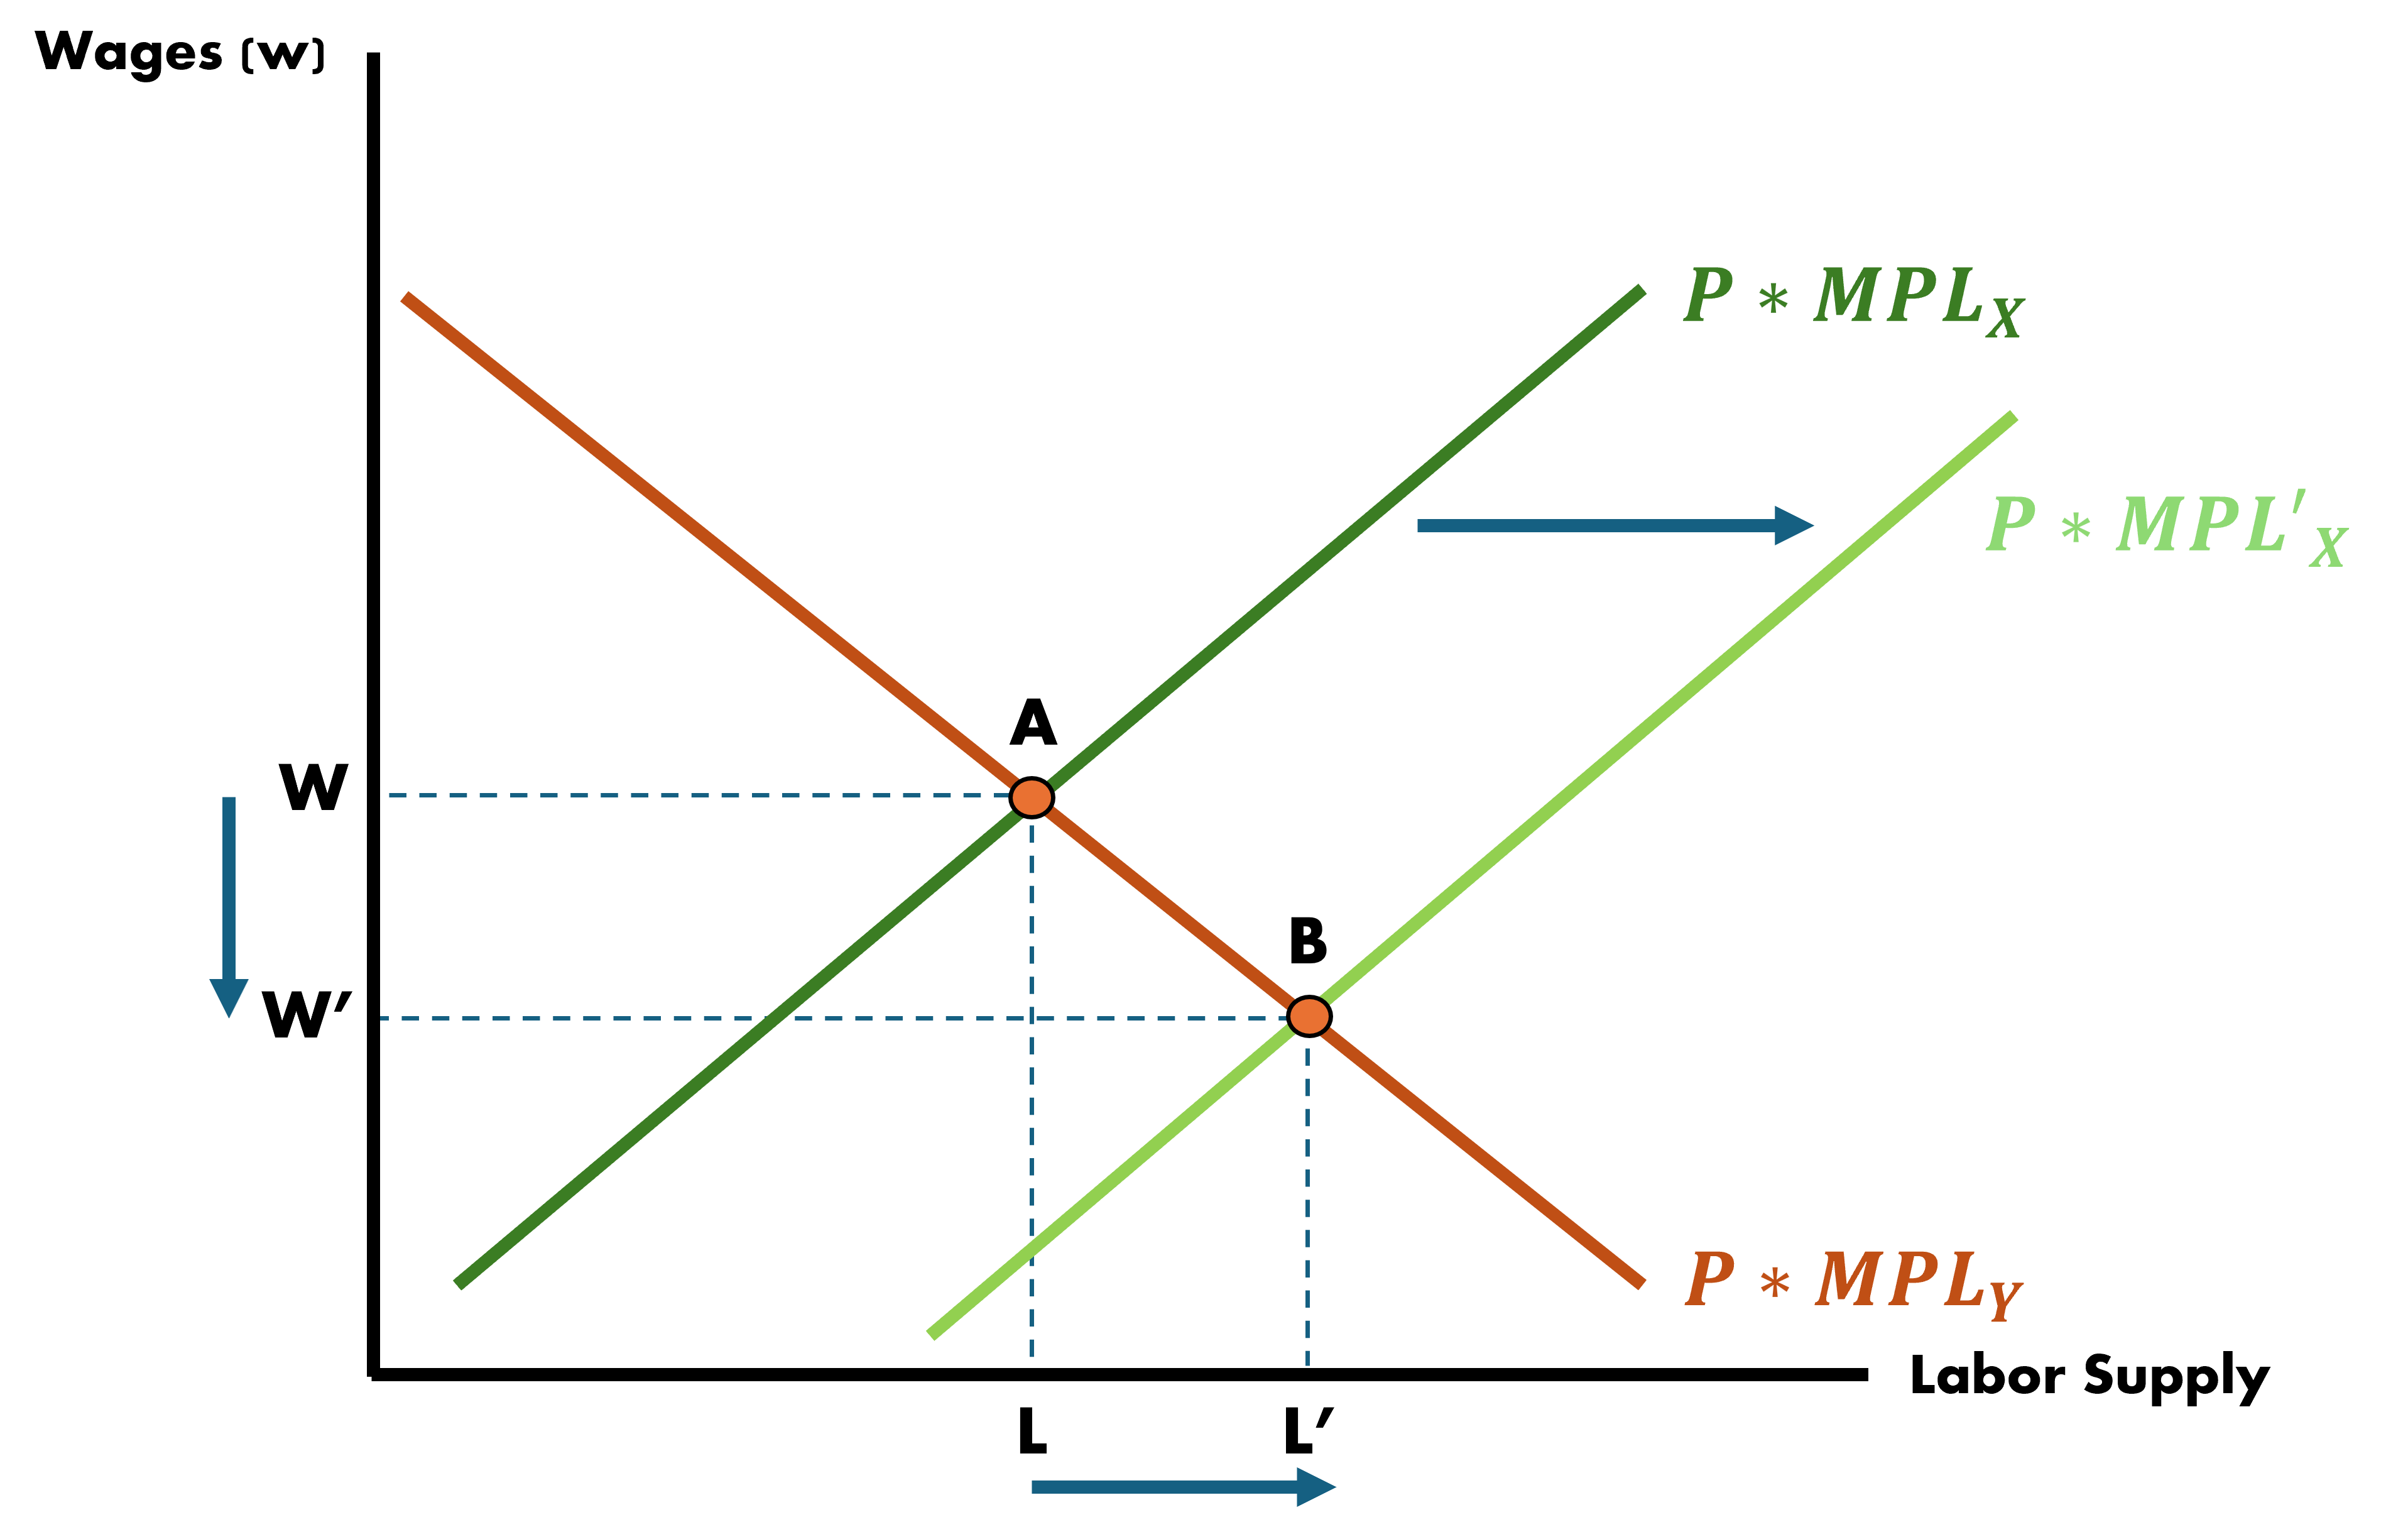 Wages (w)
P * MPL_X
P * MPL'_X
A
W
B
W'
P * MPL_Y
Labor Supply
L
L'